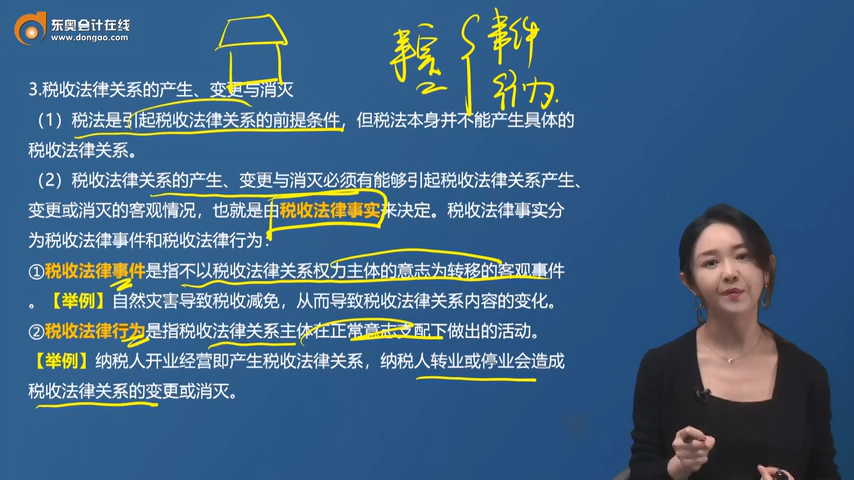 东奥会计在线
www.dongao.com
事实
事件
行为
3.税收法律关系的产生、变更与消灭
（1）税法是引起税收法律关系的前提条件，但税法本身并不能产生具体的
税收法律关系。
（2）税收法律关系的产生、变更与消灭必须有能够引起税收法律关系产生、
变更或消灭的客观情况，也就是由税收法律事实来决定。税收法律事实分
为税收法律事件和税收法律行为：
①税收法律事件是指不以税收法律关系权力主体的意志为转移的客观事件
。【举例】自然灾害导致税收减免，从而导致税收法律关系内容的变化。
②税收法律行为是指税收法律关系主体在正常意志支配下做出的活动。
【举例】纳税人开业经营即产生税收法律关系，纳税人转业或停业会造成
税收法律关系的变更或消灭。